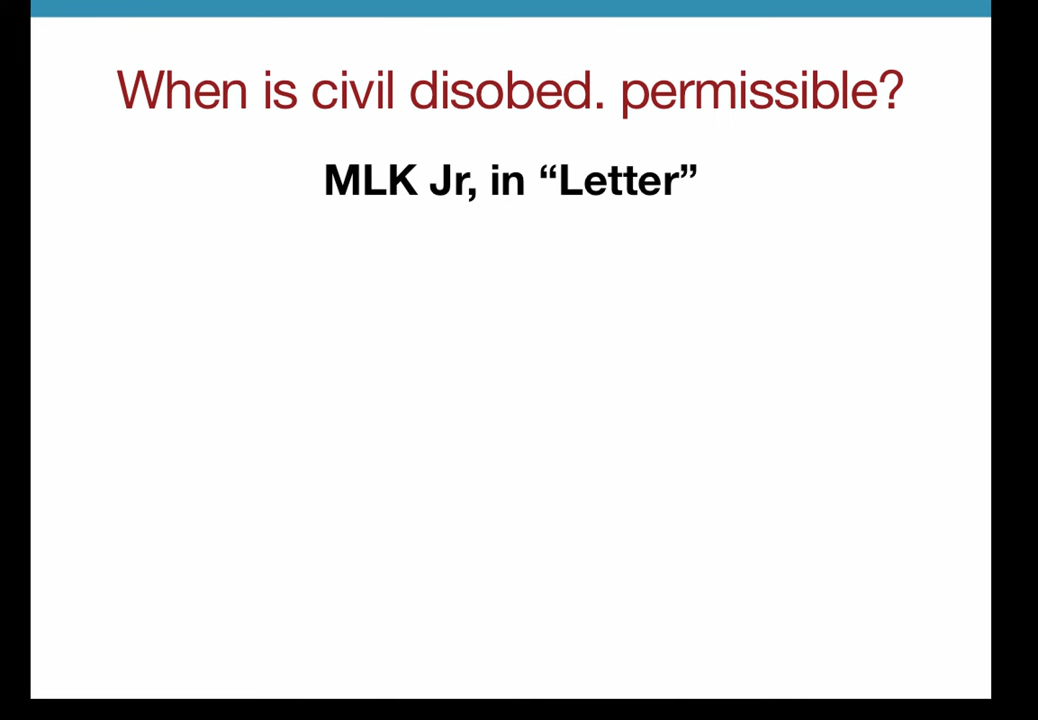 When is civil disobed. permissible?
MLK Jr, in “Letter”